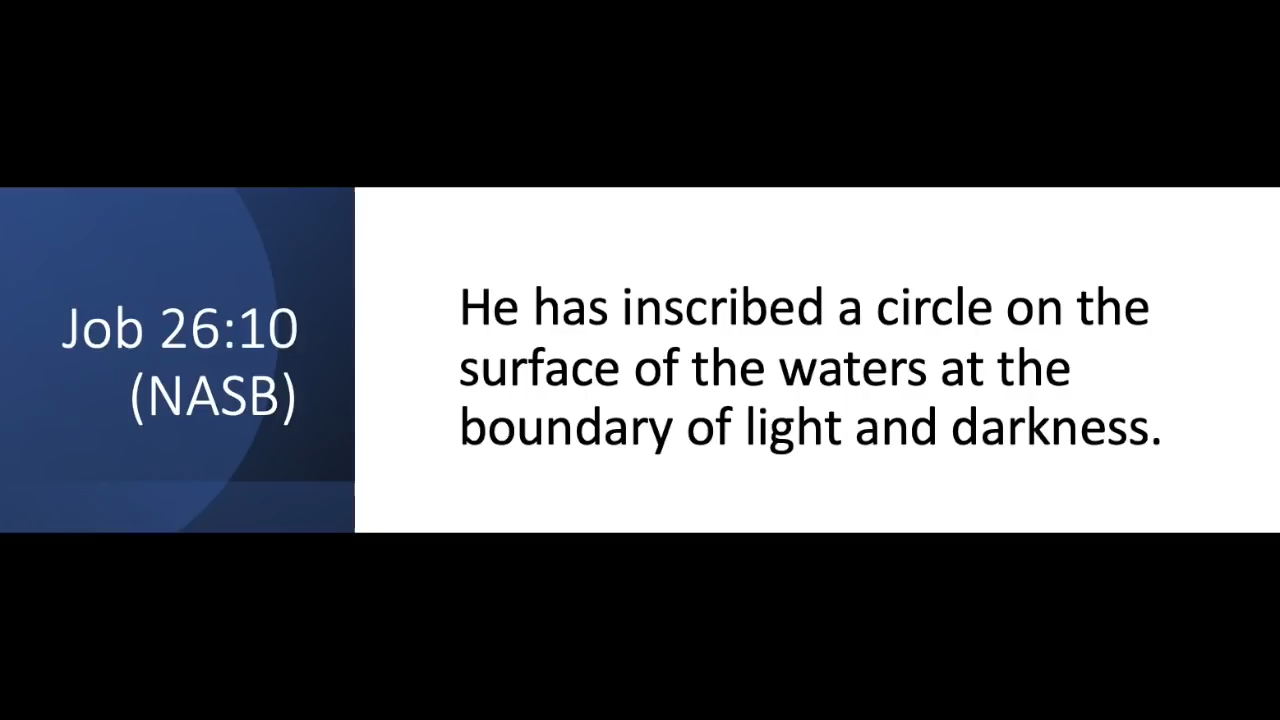 Job 26:10
(NASB)
He has inscribed a circle on the
surface of the waters at the
boundary of light and darkness.